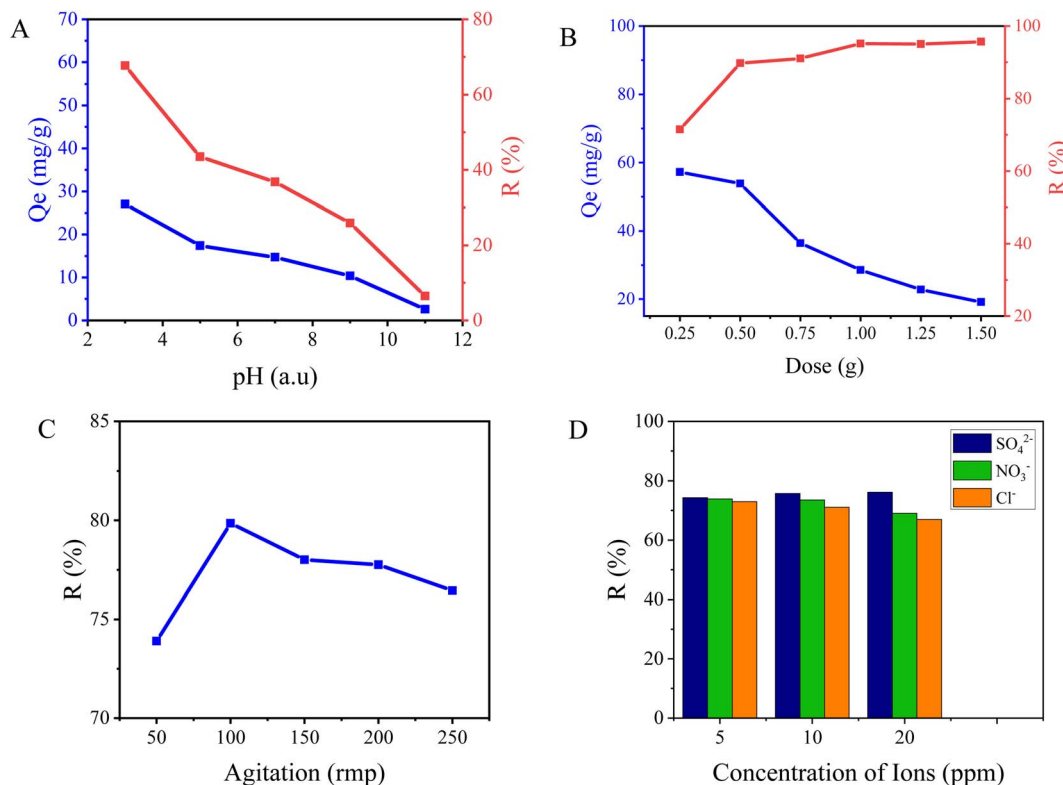 A
70
60
50
40
30
20
10
0
Qe (mg/g)
80
60
40
20
0
R (%)
2 4 6 8 10 12
pH (a.u)
B
100
80
60
40
20
Qe (mg/g)
100
80
60
40
20
R (%)
0.25 0.50 0.75 1.00 1.25 1.50
Dose (g)
C
85
80
75
70
R (%)
50 100 150 200 250
Agitation (rmp)
D
100
80
60
40
20
0
R (%)
SO₄²⁻
NO₃⁻
Cl⁻
5 10 20
Concentration of Ions (ppm)